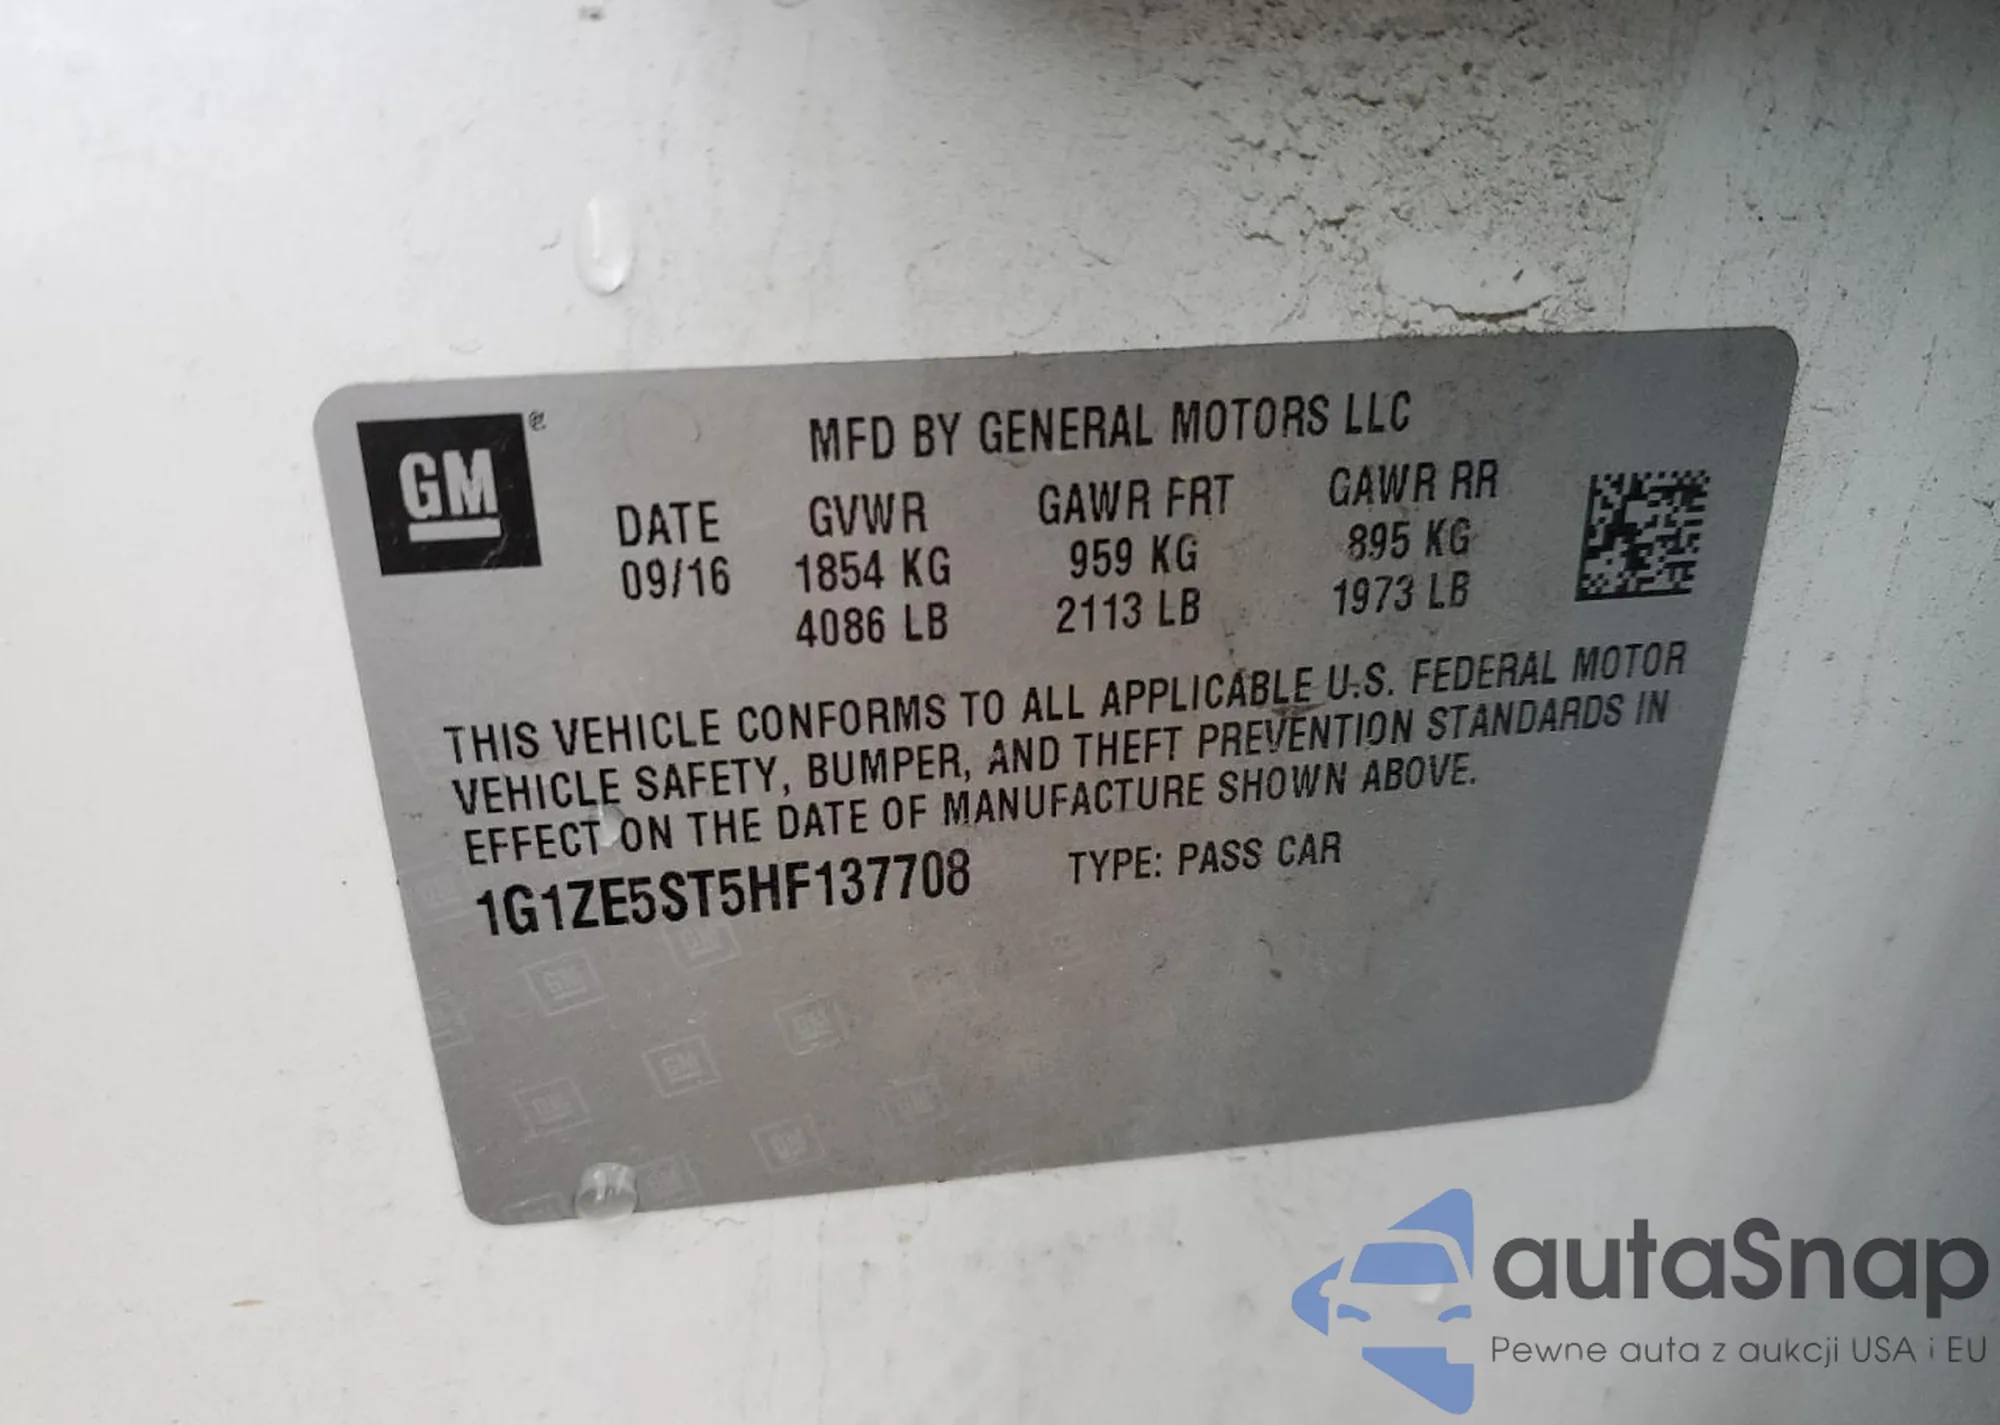 GM
®
MFD BY GENERAL MOTORS LLC
DATE GVWR GAWR FRT GAWR RR
09/16 1854 KG 959 KG 895 KG
4086 LB 2113 LB 1973 LB
THIS VEHICLE CONFORMS TO ALL APPLICABLE U.S. FEDERAL MOTOR
VEHICLE SAFETY, BUMPER, AND THEFT PREVENTION STANDARDS IN
EFFECT ON THE DATE OF MANUFACTURE SHOWN ABOVE.
1G1ZE5ST5HF137708 TYPE: PASS CAR
autaSnap
Pewne auta z aukcji USA i EU